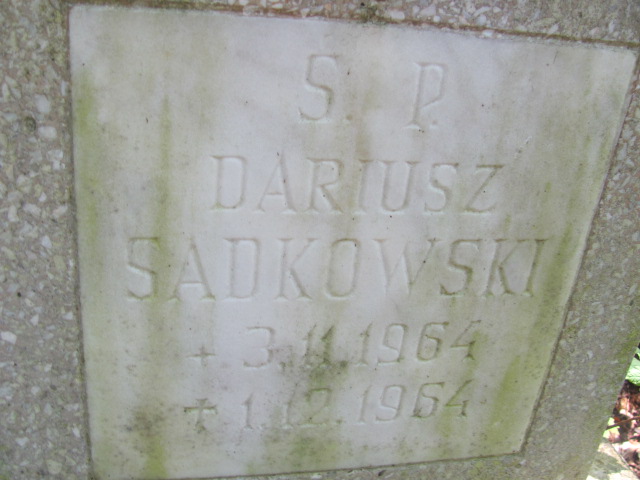 S. P.
DARIUSZ
SADKOWSKI
+ 3.11.1964
✝ 1.12.1964